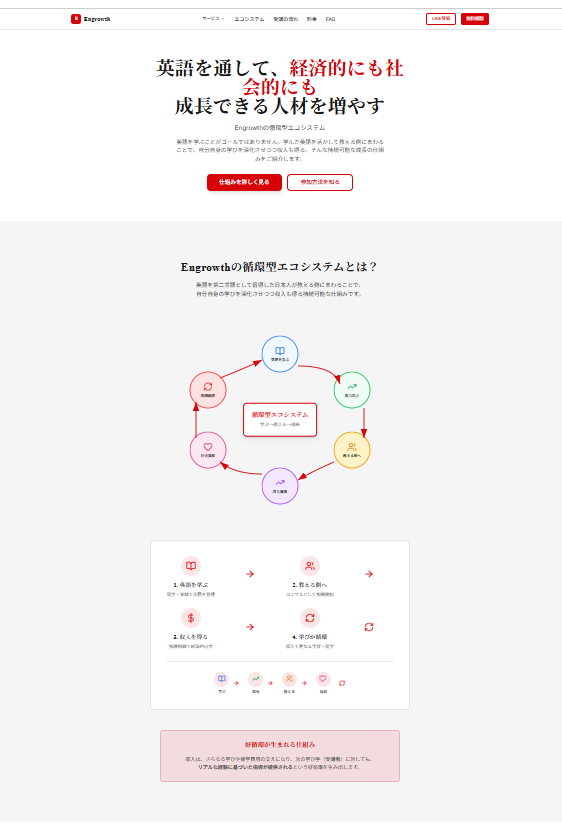 Engrowth
サービス
エコシステム
受講の流れ
料金
FAQ
LINE登録
無料相談
英語を通して、経済的にも社
会的にも
成長できる人材を増やす
Engrowthの循環型エコシステム
英語を学ぶことがゴールではありません。学んだ英語を活かして教える側にまわる
ことで、自分自身の学びを深化させつつ収入も得る。そんな持続可能な成長の仕組
みをご紹介します。
仕組みを詳しく見る
参加方法を知る
Engrowthの循環型エコシステムとは？
英語を第二言語として習得した日本人が教える側にまわることで、
自分自身の学びを深化させつつ収入も得る持続可能な仕組みです。
英語を学ぶ
実力向上
教える側へ
収入獲得
社会貢献
循環型エコシステム
学ぶ→教える→成長
1. 英語を学ぶ
留学・実践で英語を習得
2. 教える側へ
コンサルとして指導開始
3. 収入を得る
指導報酬で経済的自立
4. 学びが循環
収入で更なる学習・留学
学ぶ
成長
教える
貢献
好循環が生まれる仕組み
収入は、さらなる学びや留学費用の支えになり、次の学び手（受講者）に対しても、
リアルな経験に基づいた指導が提供されるという好循環を生み出します。